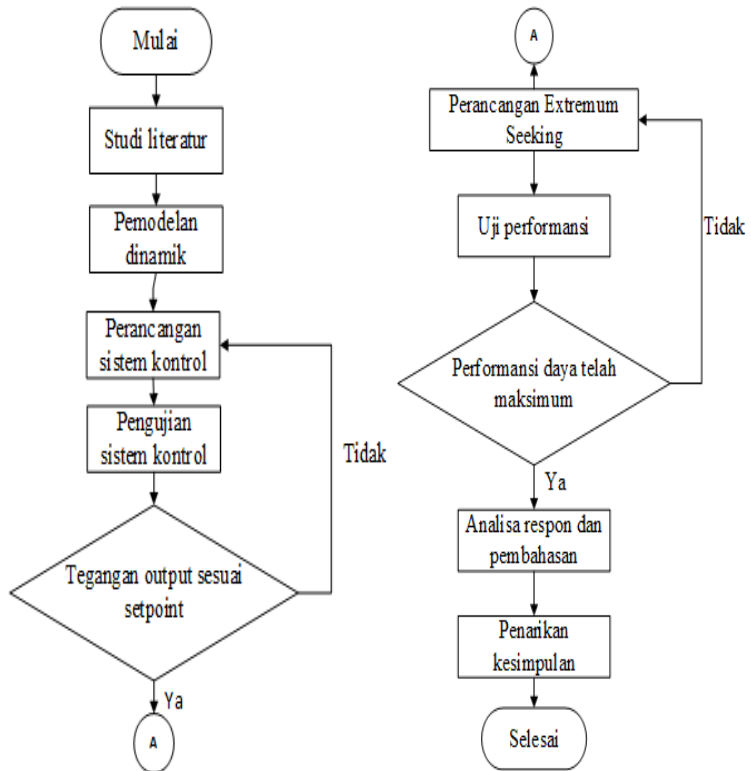 Mulai
Studi literatur
Pemodelan
dinamik
Perancangan
sistem kontrol
Pengujian
sistem kontrol
Tidak
Tegangan output sesuai
setpoint
Ya
A
A
Perancangan Extremum
Seeking
Uji performansi
Tidak
Performansi daya telah
maksimum
Ya
Analisa respon dan
pembahasan
Penarikan
kesimpulan
Selesai